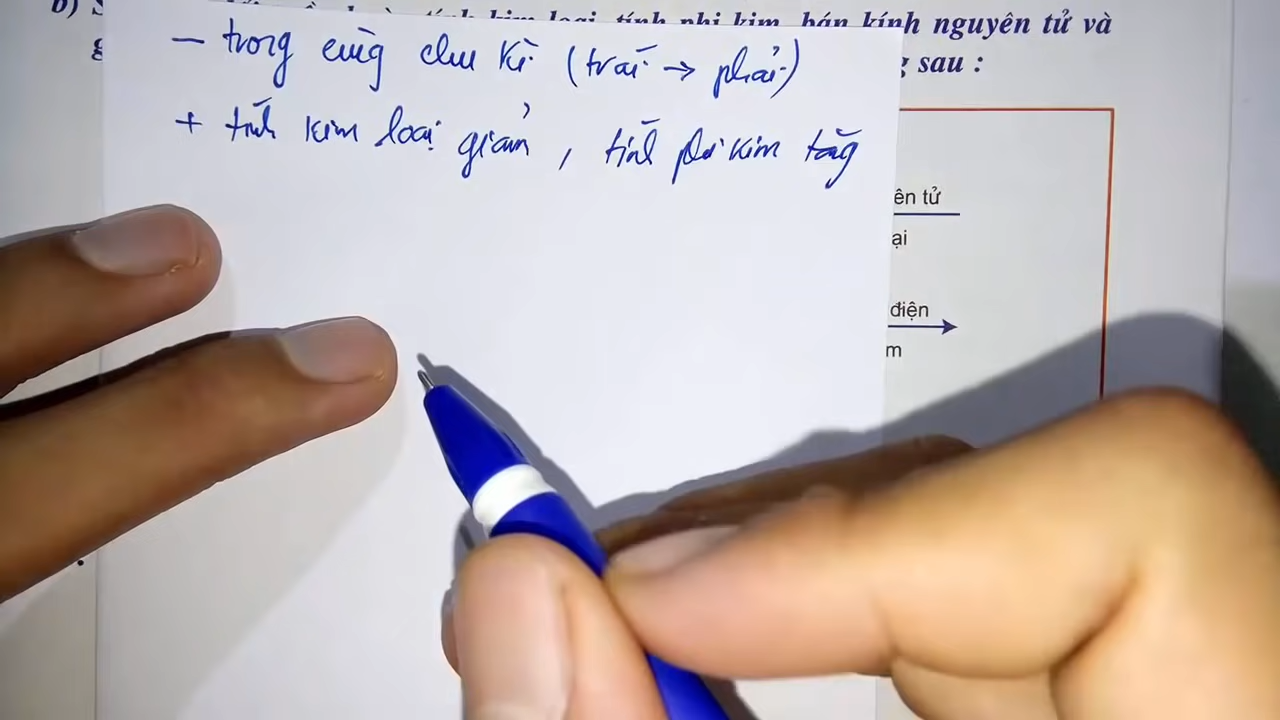 b)
kính nguyên tử và
sau :
- trong cùng chu kì (trái → phải)
+ tính kim loại giảm, tính phi kim tăng
ên tử
ại
điện
m